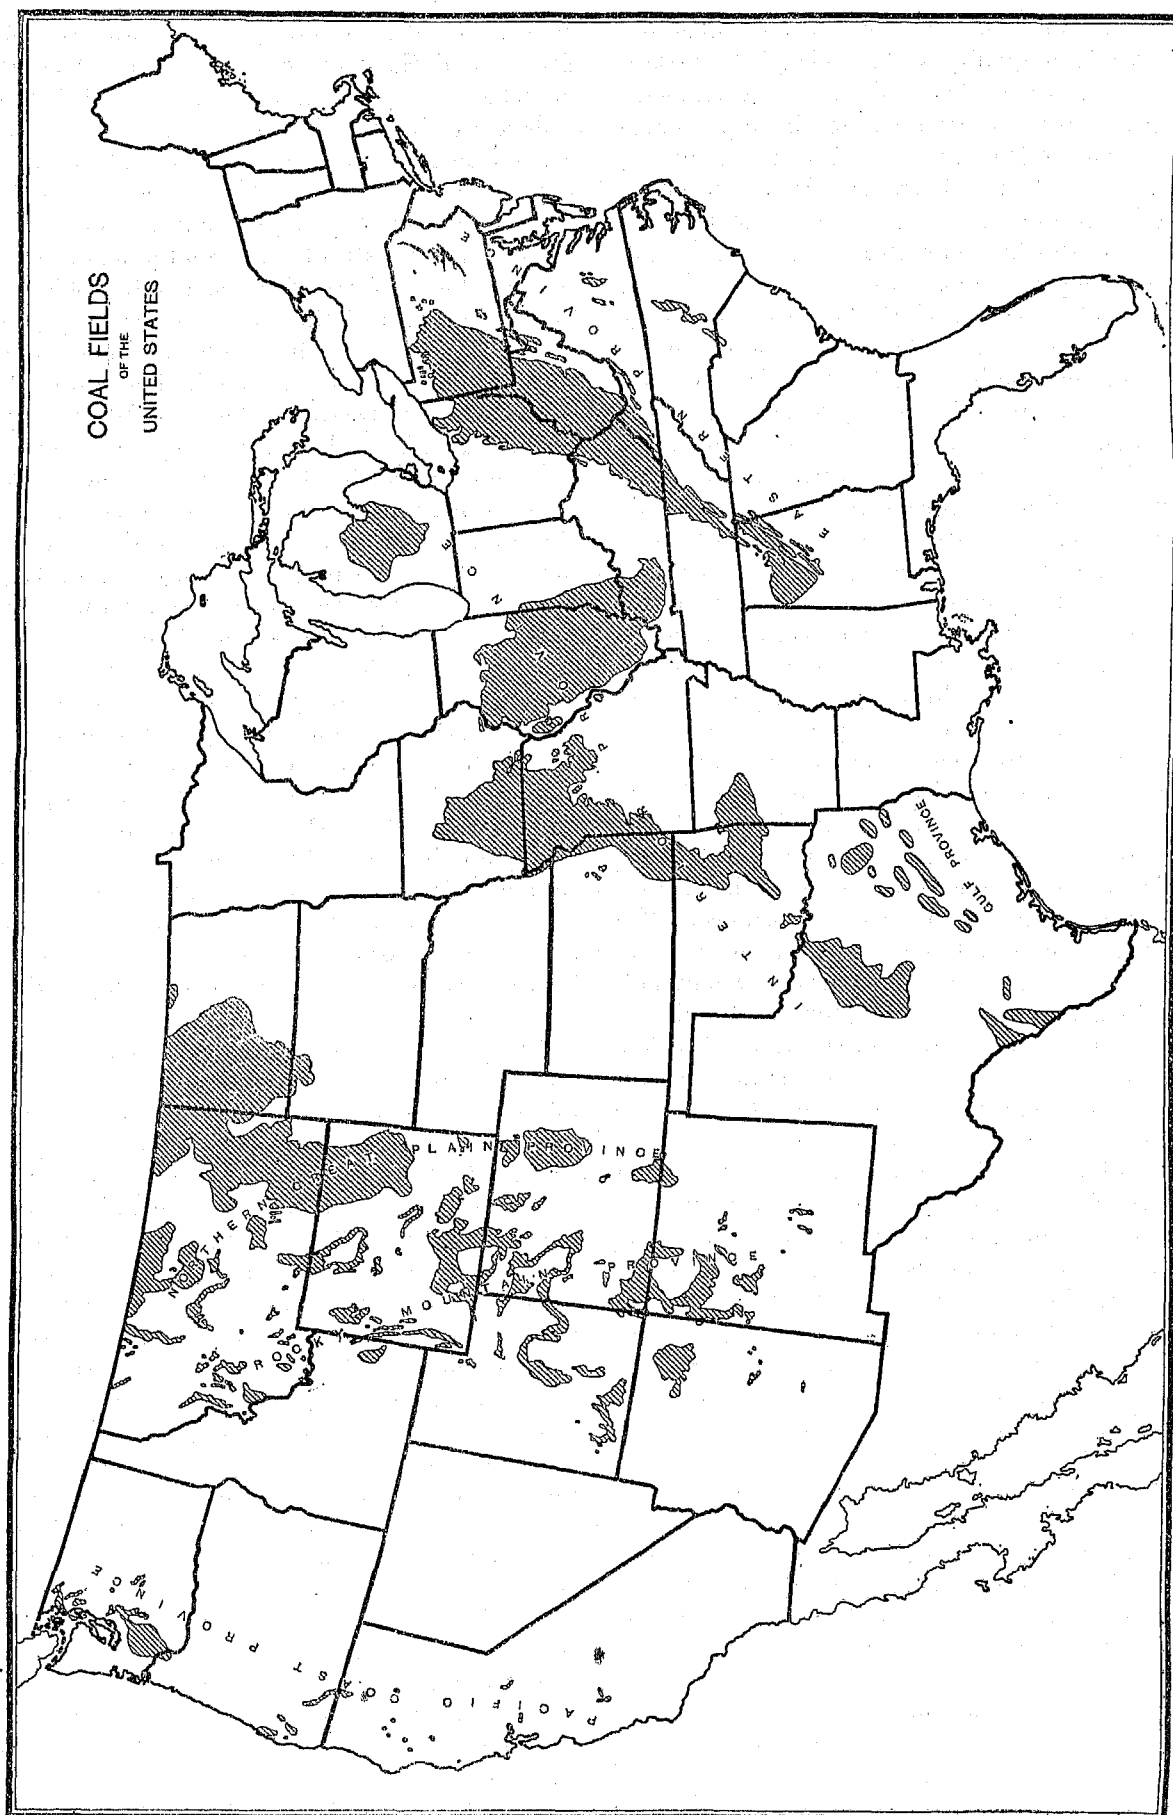 COAL FIELDS
OF THE
UNITED STATES
EASTERN PROVINCE
INTERIOR PROVINCE
GULF PROVINCE
NORTHERN GREAT PLAINS PROVINCE
ROCKY MOUNTAIN PROVINCE
PACIFIC COAST PROVINCE